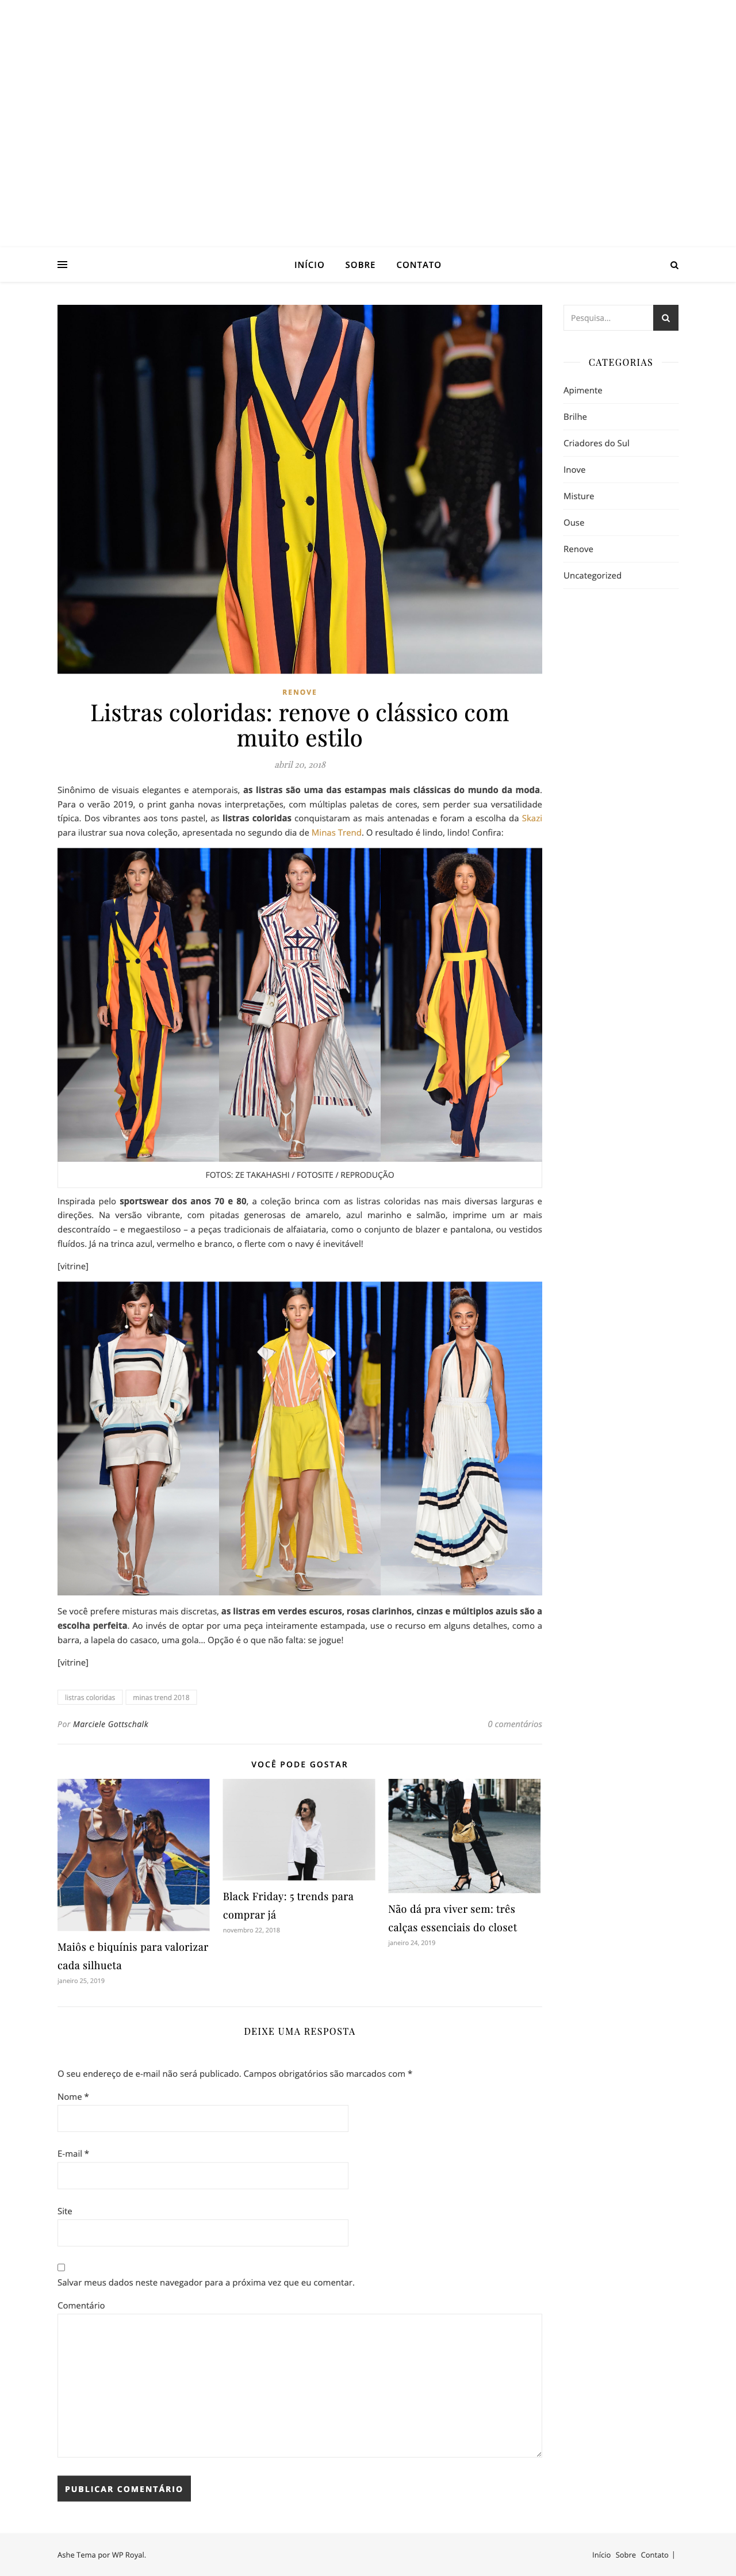 INÍCIO SOBRE CONTATO
Pesquisa...
CATEGORIAS
Apimente
Brilhe
Criadores do Sul
Inove
Misture
Ouse
Renove
Uncategorized
RENOVE
Listras coloridas: renove o clássico com
muito estilo
abril 20, 2018
Sinônimo de visuais elegantes e atemporais, as listras são uma das estampas mais clássicas do mundo da moda.
Para o verão 2019, o print ganha novas interpretações, com múltiplas paletas de cores, sem perder sua versatilidade
típica. Dos vibrantes aos tons pastel, as listras coloridas conquistaram as mais antenadas e foram a escolha da Skazi
para ilustrar sua nova coleção, apresentada no segundo dia de Minas Trend. O resultado é lindo, lindo! Confira:
FOTOS: ZE TAKAHASHI / FOTOSITE / REPRODUÇÃO
Inspirada pelo sportswear dos anos 70 e 80, a coleção brinca com as listras coloridas nas mais diversas larguras e
direções. Na versão vibrante, com pitadas generosas de amarelo, azul marinho e salmão, imprime um ar mais
descontraído – e megaestiloso – a peças tradicionais de alfaiataria, como o conjunto de blazer e pantalona, ou vestidos
fluídos. Já na trinca azul, vermelho e branco, o flerte com o navy é inevitável!
[vitrine]
Se você prefere misturas mais discretas, as listras em verdes escuros, rosas clarinhos, cinzas e múltiplos azuis são a
escolha perfeita. Ao invés de optar por uma peça inteiramente estampada, use o recurso em alguns detalhes, como a
barra, a lapela do casaco, uma gola... Opção é o que não falta: se jogue!
[vitrine]
listras coloridas minas trend 2018
Por Marciele Gottschalk 0 comentários
VOCÊ PODE GOSTAR
Maiôs e biquínis para valorizar
cada silhueta
janeiro 25, 2019
Black Friday: 5 trends para
comprar já
novembro 22, 2018
Não dá pra viver sem: três
calças essenciais do closet
janeiro 24, 2019
DEIXE UMA RESPOSTA
O seu endereço de e-mail não será publicado. Campos obrigatórios são marcados com *
Nome *
E-mail *
Site
Salvar meus dados neste navegador para a próxima vez que eu comentar.
Comentário
PUBLICAR COMENTÁRIO
Ashe Tema por WP Royal.
Início Sobre Contato |